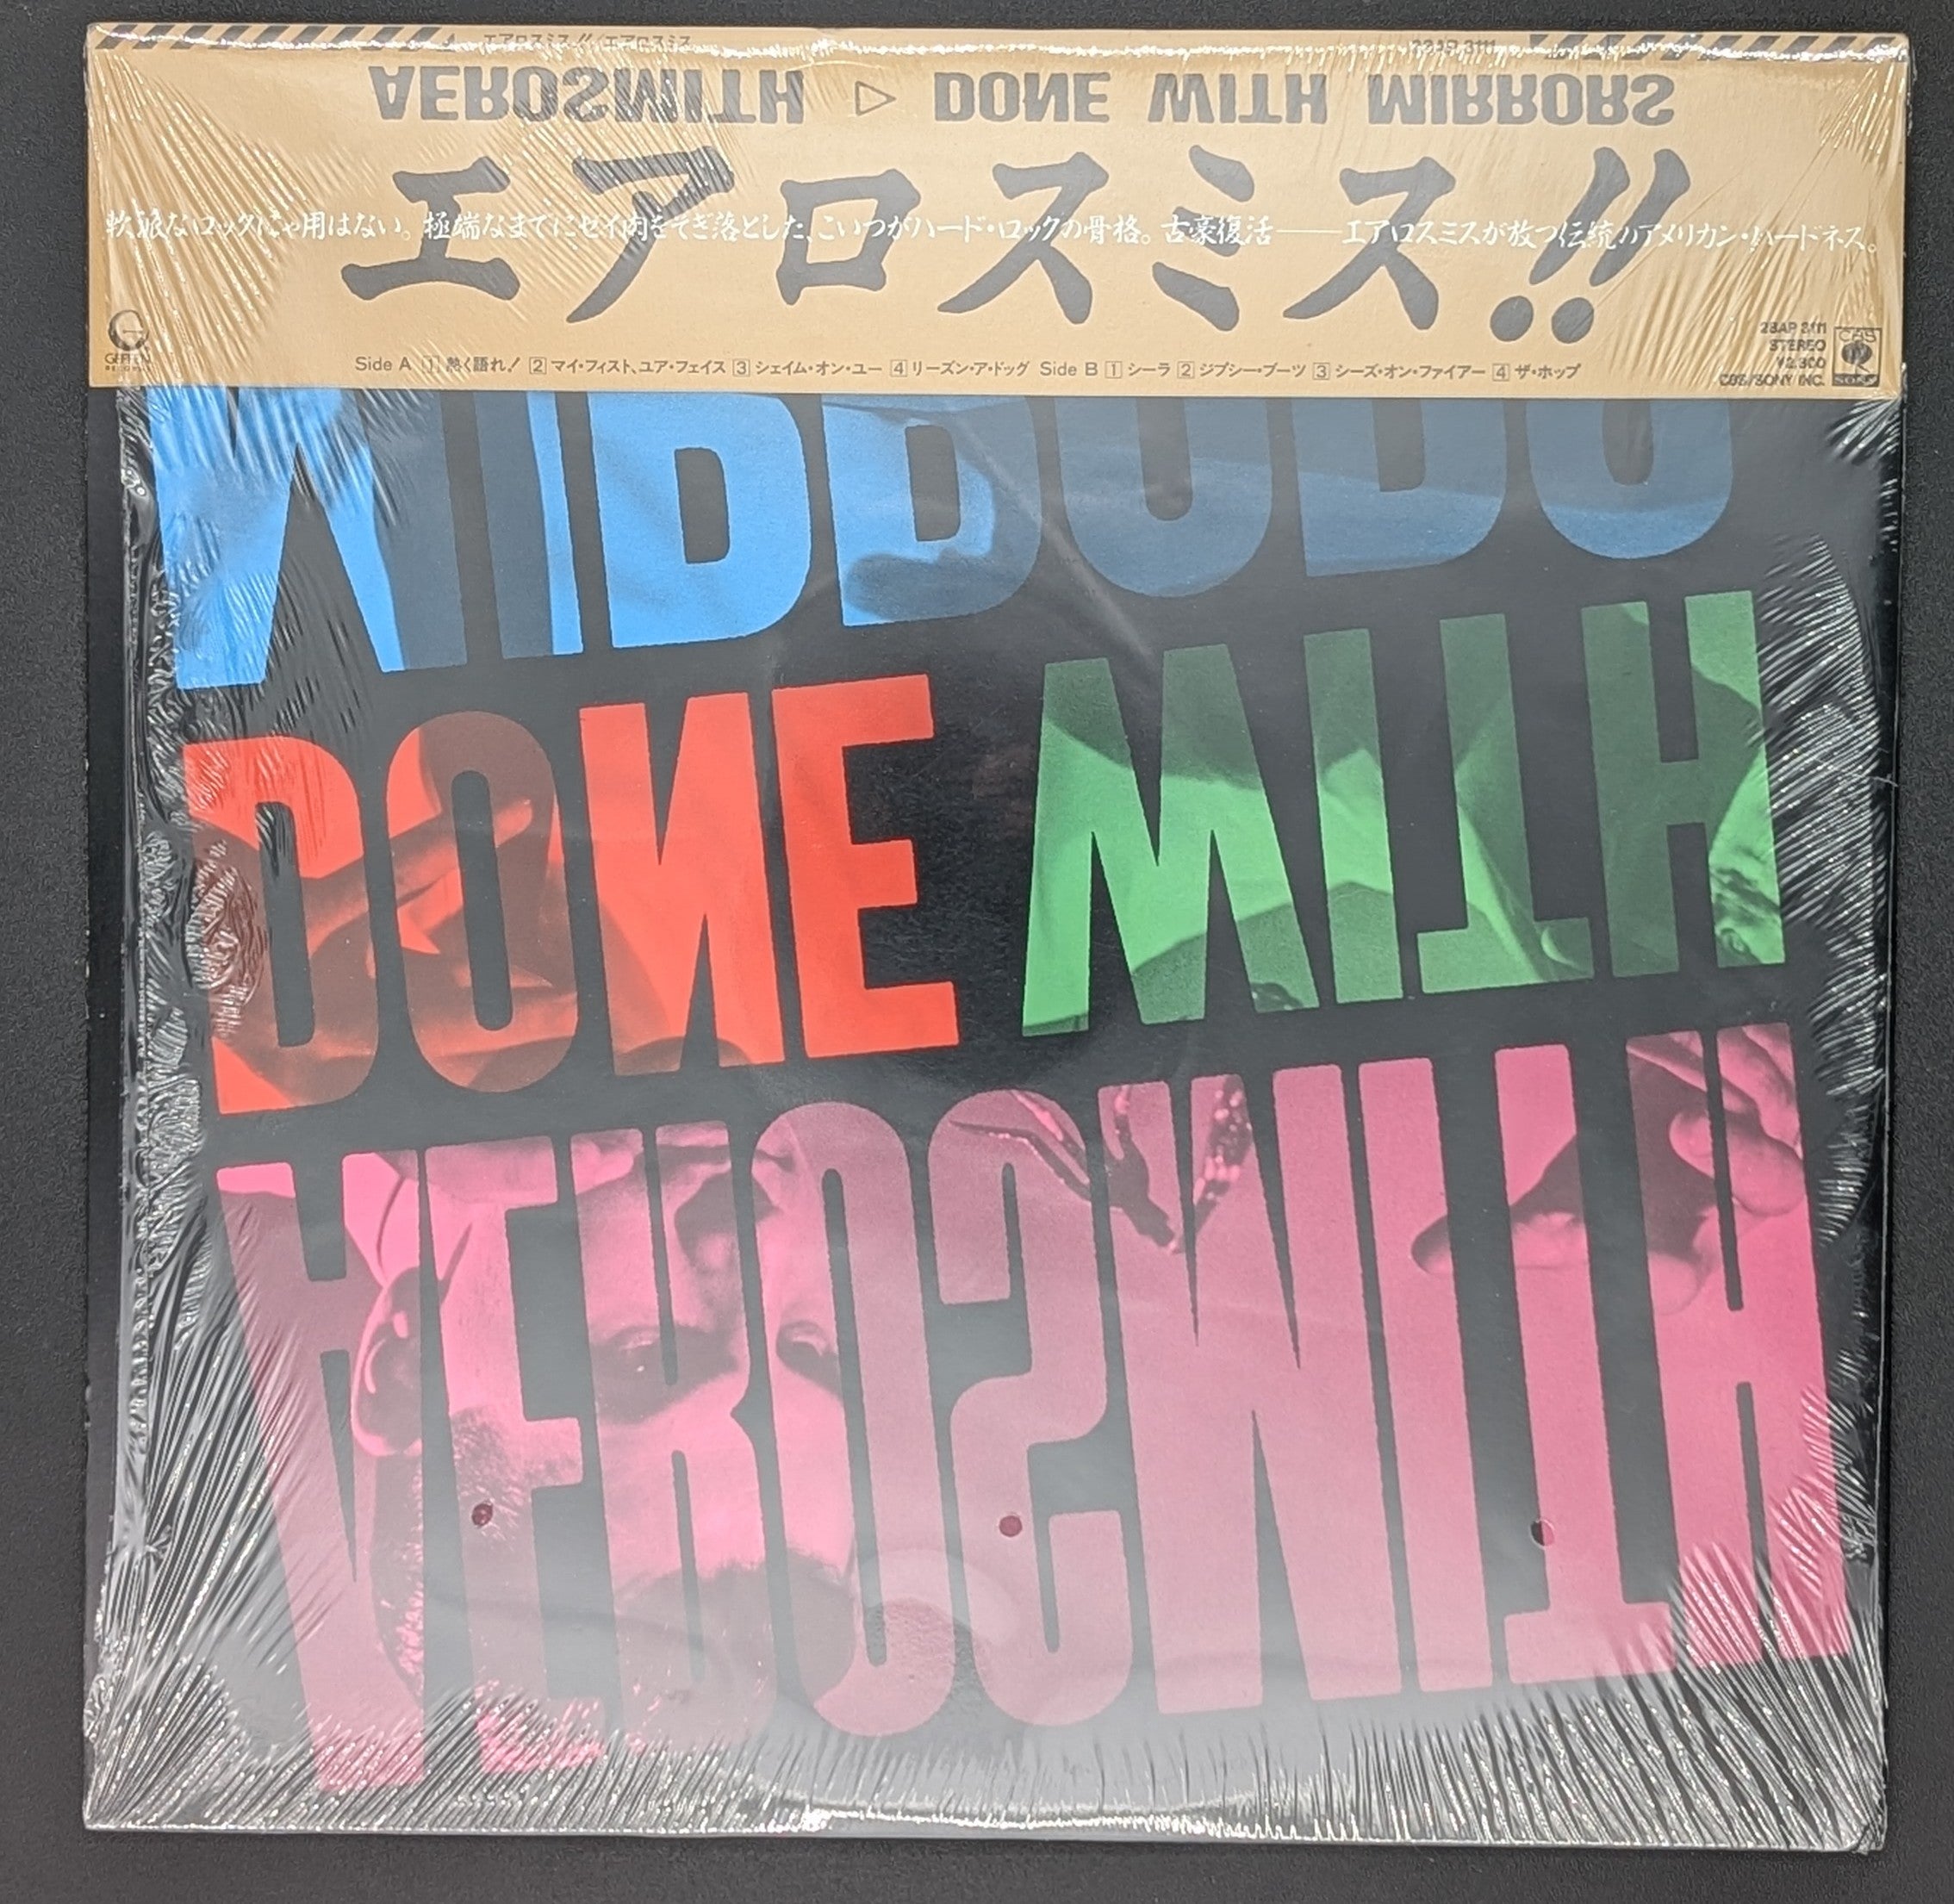 エアロスミス!!/エアロスミス
28AP 3111
AEROSMITH ▷ DONE WITH MIRRORS
エアロスミス!!
軟派なロックにゃ用はない。極端なまでにゼイ肉をそぎ落とした、こいつがハード・ロックの骨格。古豪復活——エアロスミスが放つ伝統のアメリカン・ハードネス。
GEFFEN
RECORDS
28AP 3111
STEREO
¥2,800
CBS/SONY INC.
CBS
SONY
Side A 1 熱く語れ! 2 マイ・フィスト、ユア・フェイス 3 シェイム・オン・ユー 4 リーズン・ア・ドッグ Side B 1 シーラ 2 ジプシー・ブーツ 3 シーズ・オン・ファイアー 4 ザ・ホップ
MIRRORS
DONE WITH
AEROSMITH